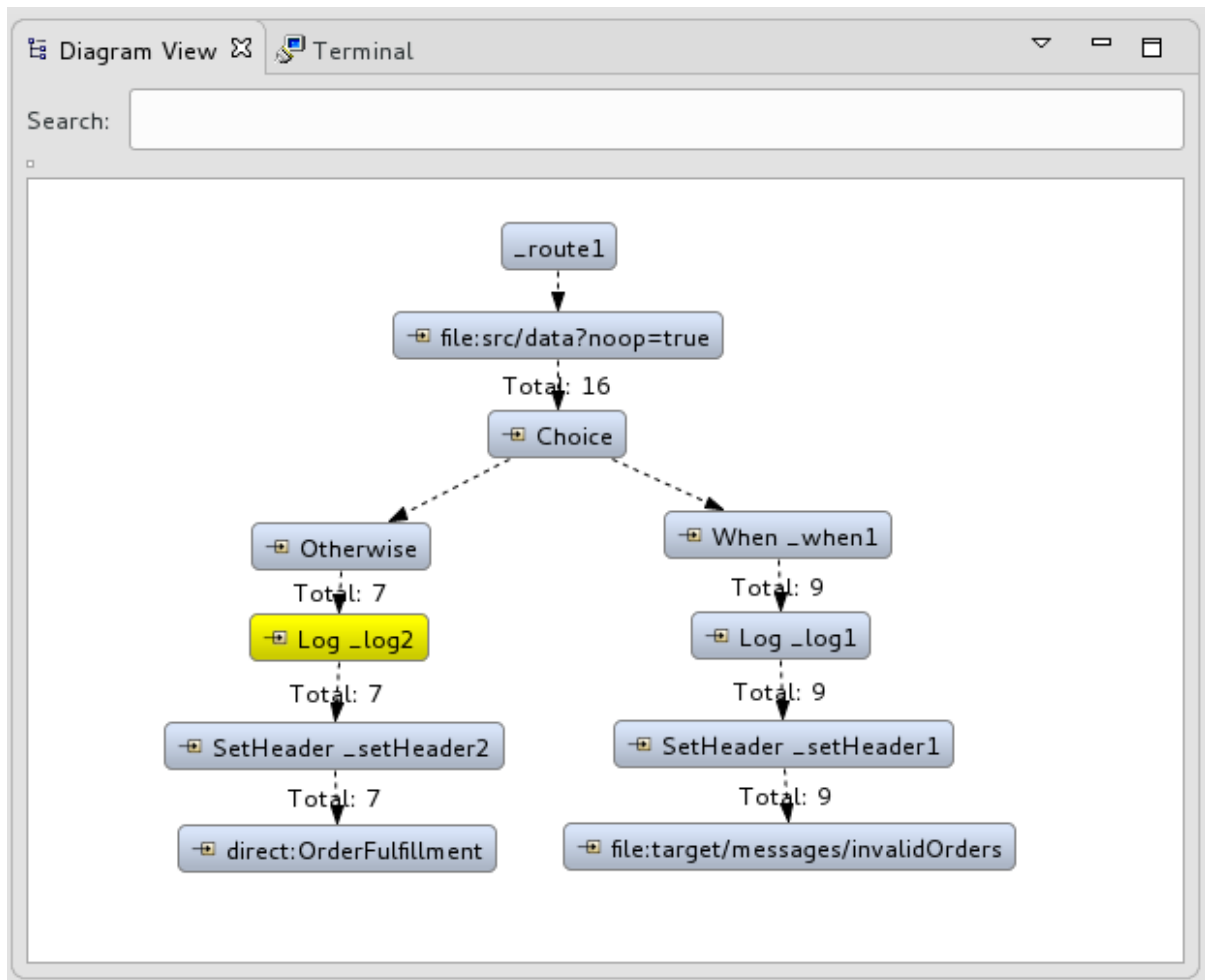 Diagram View
Terminal
Search:
_route1
file:src/data?noop=true
Total: 16
Choice
Otherwise
When _when1
Total: 7
Total: 9
Log _log2
Log _log1
Total: 7
Total: 9
SetHeader _setHeader2
SetHeader _setHeader1
Total: 7
Total: 9
direct:OrderFulfillment
file:target/messages/invalidOrders